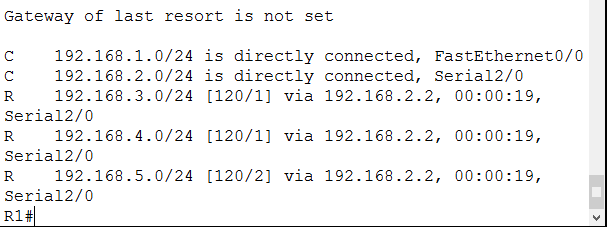 Gateway of last resort is not set
C    192.168.1.0/24 is directly connected, FastEthernet0/0
C    192.168.2.0/24 is directly connected, Serial2/0
R    192.168.3.0/24 [120/1] via 192.168.2.2, 00:00:19,
Serial2/0
R    192.168.4.0/24 [120/1] via 192.168.2.2, 00:00:19,
Serial2/0
R    192.168.5.0/24 [120/2] via 192.168.2.2, 00:00:19,
Serial2/0
R1#